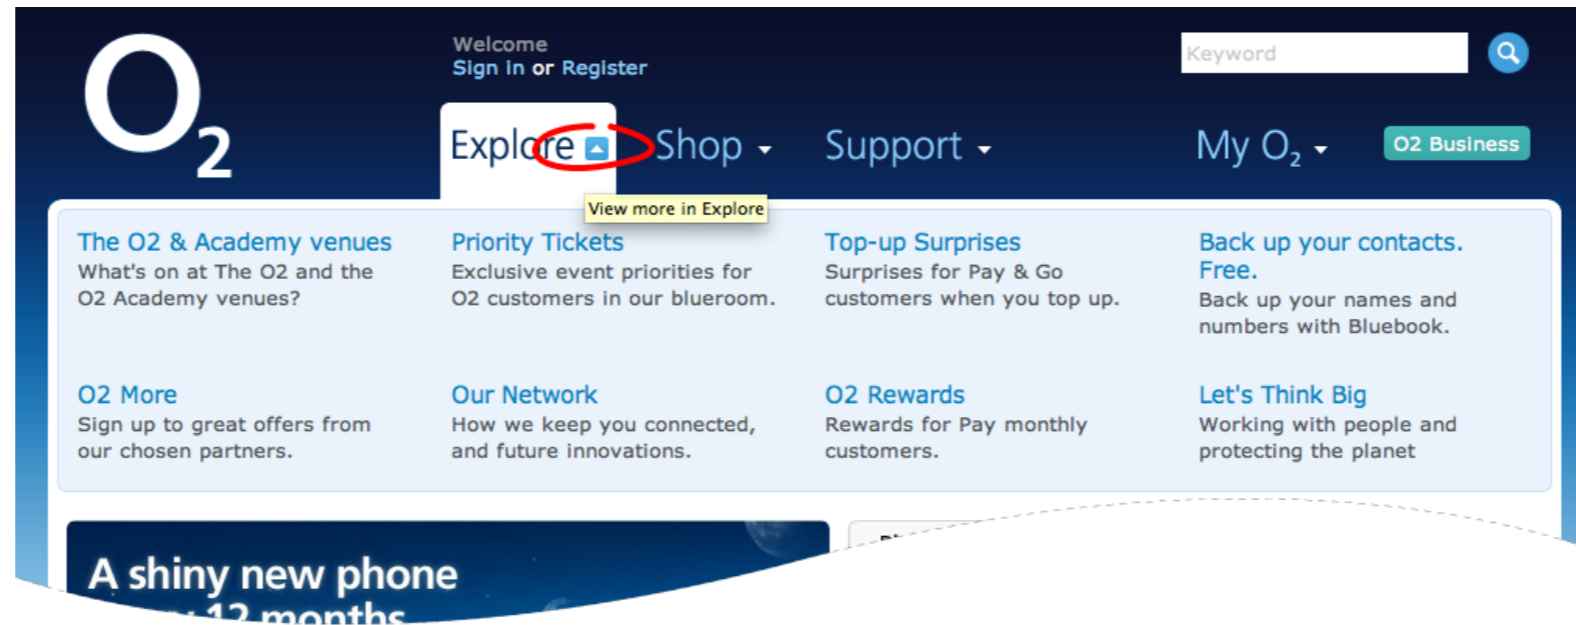 O2
Welcome
Sign in or Register
Keyword
Explore
Shop
Support
My O2
O2 Business
View more in Explore
The O2 & Academy venues
What's on at The O2 and the
O2 Academy venues?
Priority Tickets
Exclusive event priorities for
O2 customers in our blueroom.
Top-up Surprises
Surprises for Pay & Go
customers when you top up.
Back up your contacts.
Free.
Back up your names and
numbers with Bluebook.
O2 More
Sign up to great offers from
our chosen partners.
Our Network
How we keep you connected,
and future innovations.
O2 Rewards
Rewards for Pay monthly
customers.
Let's Think Big
Working with people and
protecting the planet
A shiny new phone
12 months